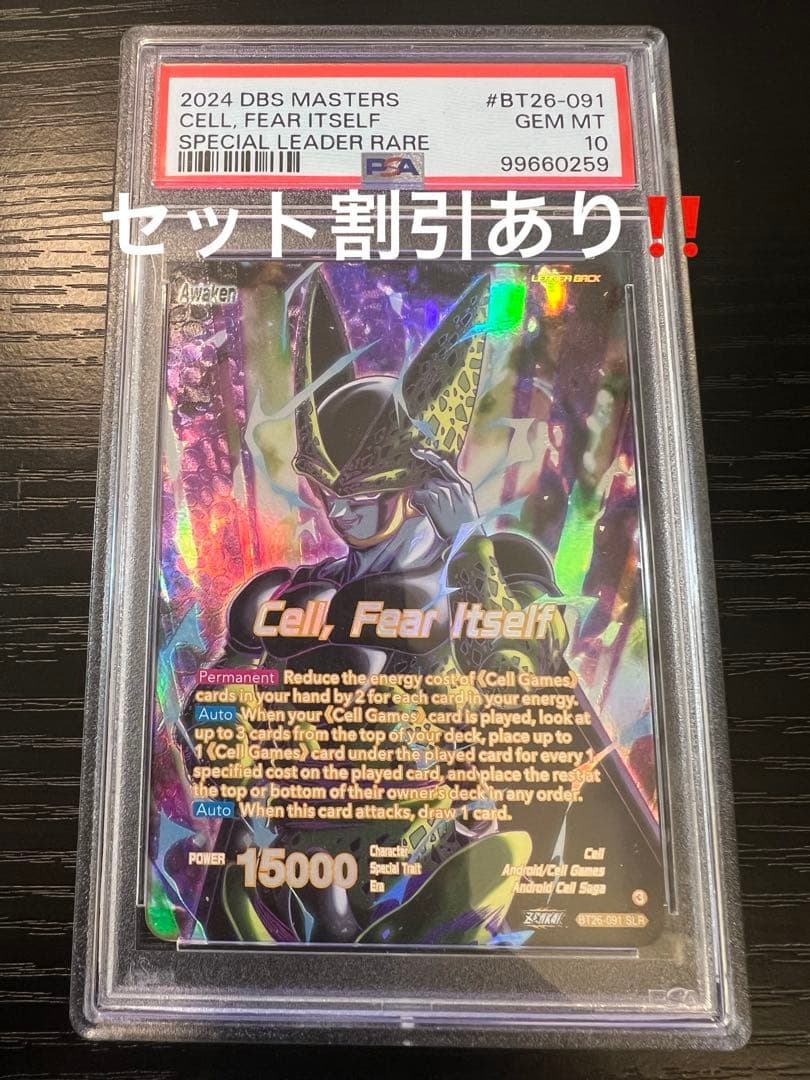 2024 DBS MASTERS #BT26-091
CELL, FEAR ITSELF GEM MT
SPECIAL LEADER RARE 10
PSA 99660259
セット割引あり‼️
Awaken LEADER BACK
Cell, Fear Itself
Permanent Reduce the energy cost of 《Cell Games》
cards in your hand by 2 for each card in your energy.
Auto When your 《Cell Games》 card is played, look at
up to 3 cards from the top of your deck, place up to
1 《Cell Games》 card under the played card for every 1
specified cost on the played card, and place the rest at
the top or bottom of their owner's deck in any order.
Auto When this card attacks, draw 1 card.
POWER 15000
Character Cell
Special Trait Android/Cell Games
Era Android Cell Saga
3
ZENKAI BT26-091 SLR
PSA